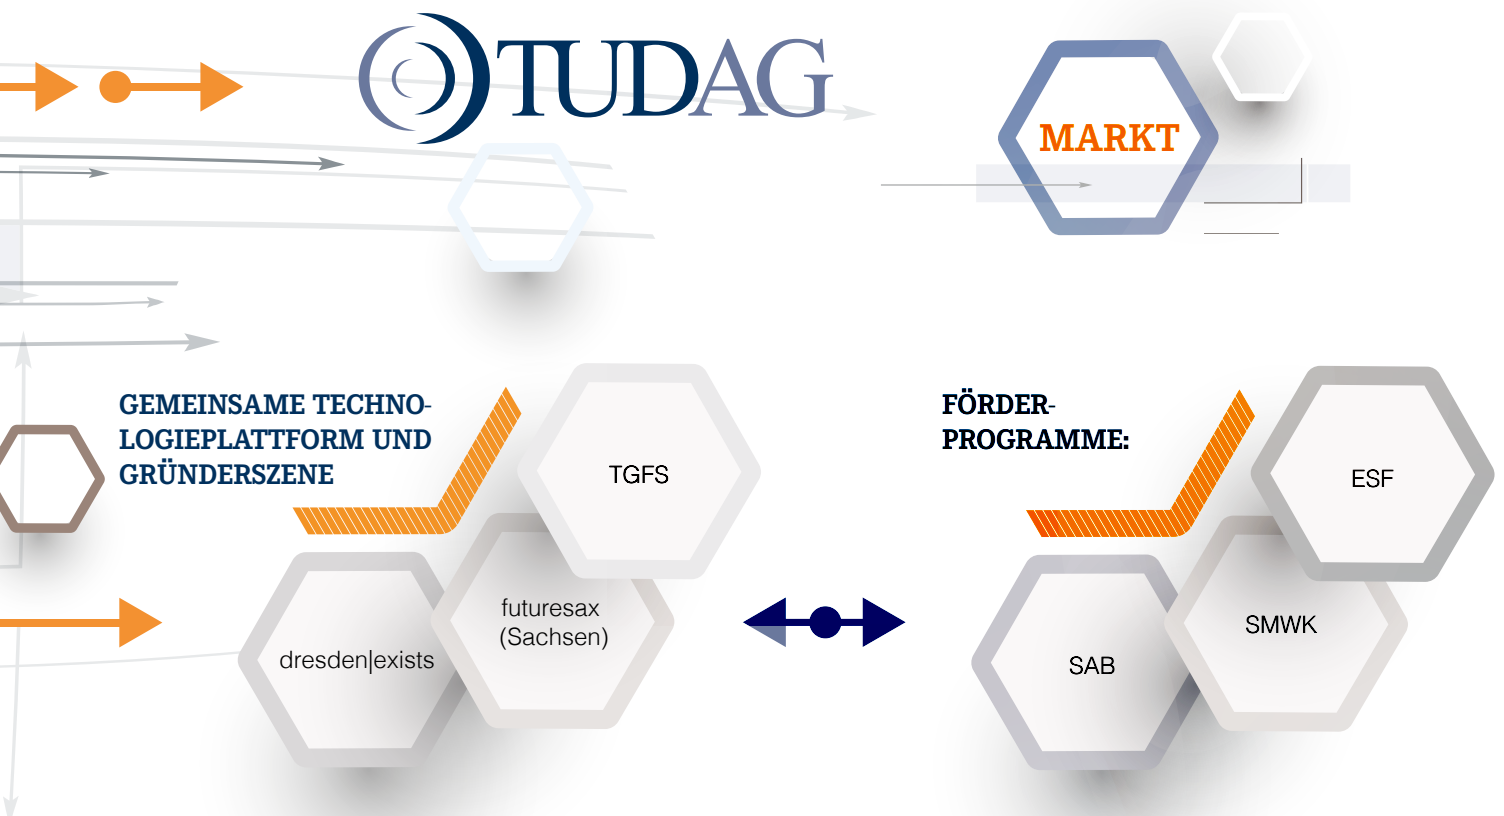 TUDAG
MARKT
GEMEINSAME TECHNO-
LOGIEPLATTFORM UND
GRÜNDERSZENE
TGFS
futuresax
(Sachsen)
dresden|exists
FÖRDER-
PROGRAMME:
ESF
SMWK
SAB